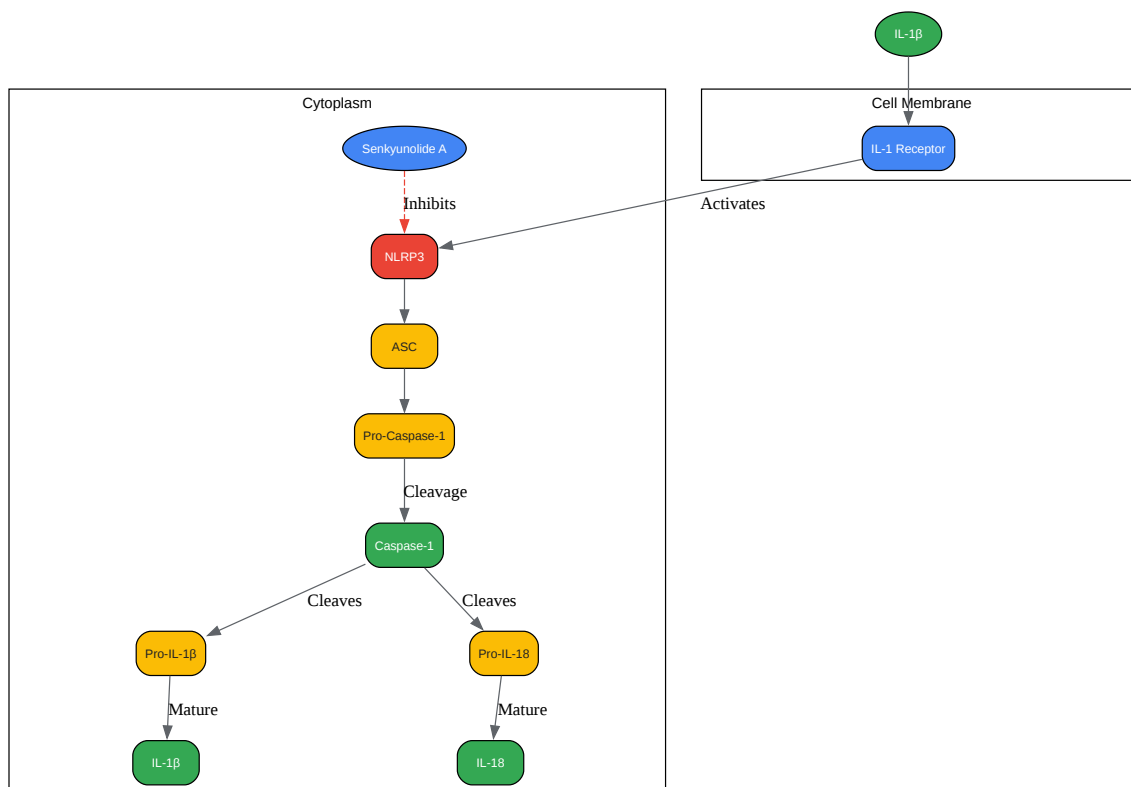 IL-1β
Cytoplasm
Cell Membrane
Senkyunolide A
IL-1 Receptor
Inhibits
Activates
NLRP3
ASC
Pro-Caspase-1
Cleavage
Caspase-1
Cleaves
Cleaves
Pro-IL-1β
Pro-IL-18
Mature
Mature
IL-1β
IL-18